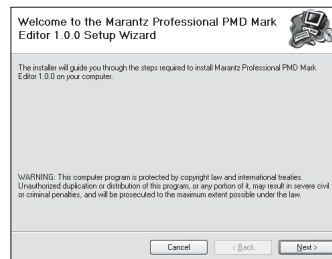 Welcome to the Marantz Professional PMD Mark
Editor 1.0.0 Setup Wizard
The installer will guide you through the steps required to install Marantz Professional PMD Mark
Editor 1.0.0 on your computer.
WARNING: This computer program is protected by copyright law and international treaties.
Unauthorized duplication or distribution of this program, or any portion of it, may result in severe civil
or criminal penalties, and will be prosecuted to the maximum extent possible under the law.
Cancel < Back Next >